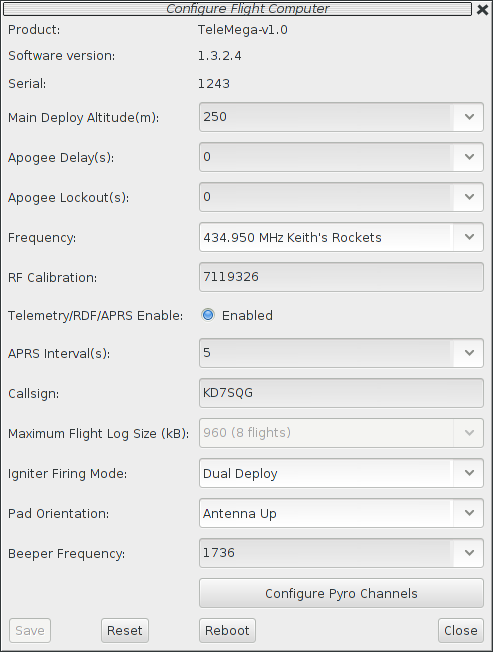 Configure Flight Computer
Product: TeleMega-v1.0
Software version: 1.3.2.4
Serial: 1243
Main Deploy Altitude(m): 250
Apogee Delay(s): 0
Apogee Lockout(s): 0
Frequency: 434.950 MHz Keith's Rockets
RF Calibration: 7119326
Telemetry/RDF/APRS Enable: Enabled
APRS Interval(s): 5
Callsign: KD7SQG
Maximum Flight Log Size (kB): 960 (8 flights)
Igniter Firing Mode: Dual Deploy
Pad Orientation: Antenna Up
Beeper Frequency: 1736
Configure Pyro Channels
Save Reset Reboot Close